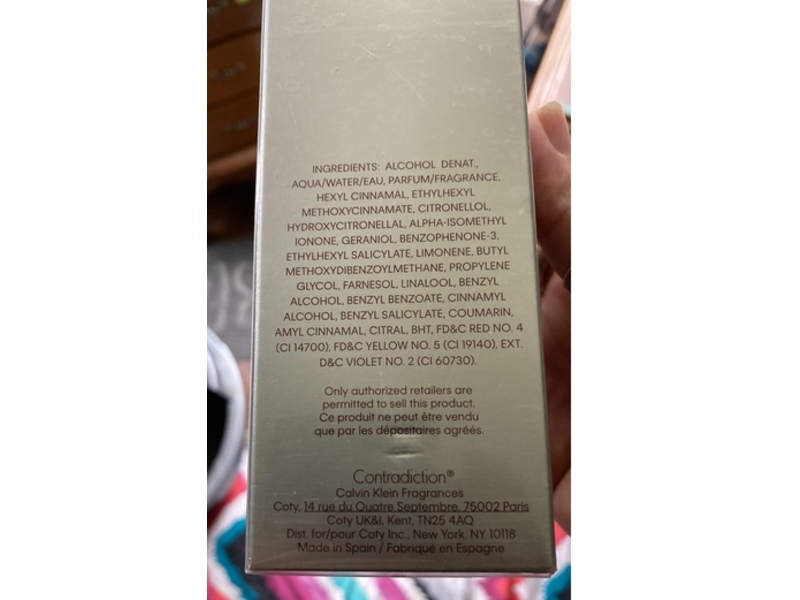 INGREDIENTS: ALCOHOL DENAT.,
AQUA/WATER/EAU, PARFUM/FRAGRANCE,
HEXYL CINNAMAL, ETHYLHEXYL
METHOXYCINNAMATE, CITRONELLOL,
HYDROXYCITRONELLAL, ALPHA-ISOMETHYL
IONONE, GERANIOL, BENZOPHENONE-3,
ETHYLHEXYL SALICYLATE, LIMONENE, BUTYL
METHOXYDIBENZOYLMETHANE, PROPYLENE
GLYCOL, FARNESOL, LINALOOL, BENZYL
ALCOHOL, BENZYL BENZOATE, CINNAMYL
ALCOHOL, BENZYL SALICYLATE, COUMARIN,
AMYL CINNAMAL, CITRAL, BHT, FD&C RED NO. 4
(CI 14700), FD&C YELLOW NO. 5 (CI 19140), EXT.
D&C VIOLET NO. 2 (CI 60730).
Only authorized retailers are
permitted to sell this product.
Ce produit ne peut être vendu
que par les dépositaires agréés.
Contradiction®
Calvin Klein Fragrances
Coty, 14 rue du Quatre Septembre, 75002 Paris
Coty UK&I, Kent, TN25 4AQ
Dist. for/pour Coty Inc., New York, NY 10118
Made in Spain / Fabriqué en Espagne